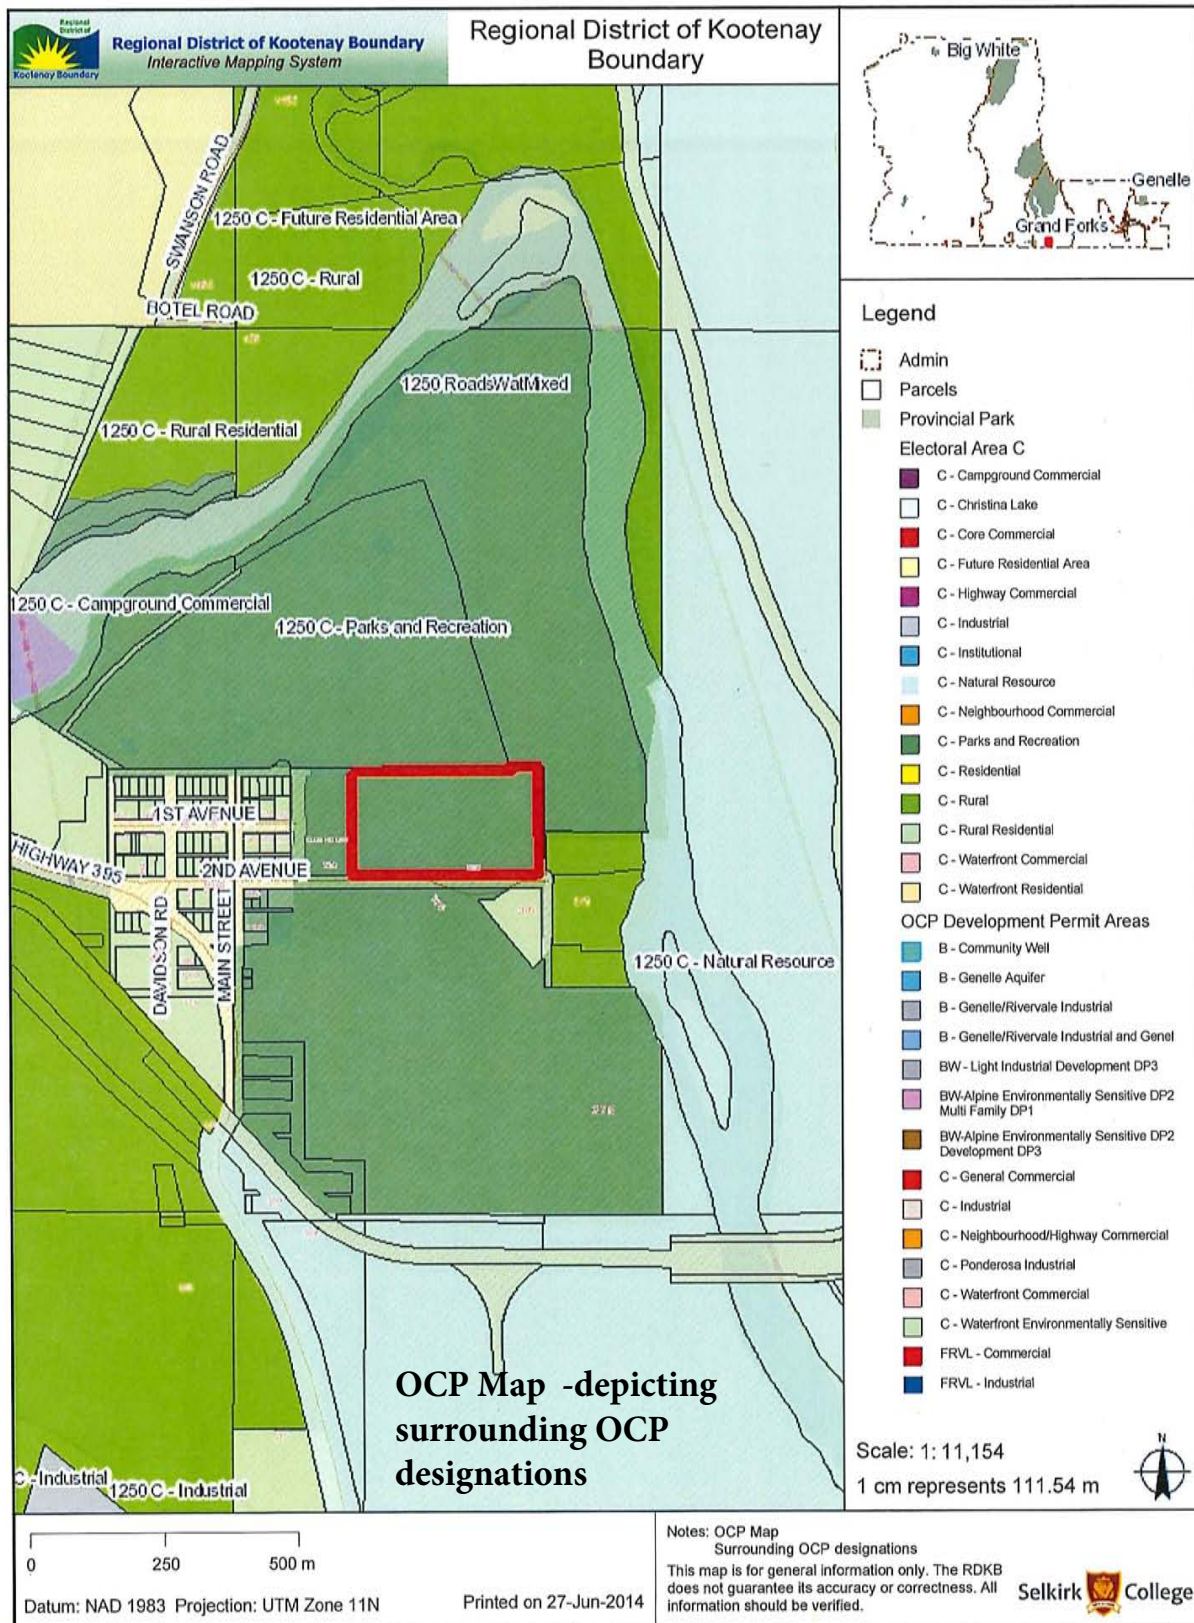 Regional
District of
Kootenay Boundary
Regional District of Kootenay Boundary
Interactive Mapping System
Regional District of Kootenay
Boundary
Big White
Genelle
Grand Forks
SWANSON ROAD
1250 C - Future Residential Area
1250 C - Rural
BOTEL ROAD
1250 RoadsWatMixed
1250 C - Rural Residential
1250 C - Campground Commercial
1250 C - Parks and Recreation
1ST AVENUE
HIGHWAY 395
2ND AVENUE
DAVIDSON RD
MAIN STREET
1250 C - Natural Resource
OCP Map -depicting
surrounding OCP
designations
C - Industrial
1250 C - Industrial
Legend
Admin
Parcels
Provincial Park
Electoral Area C
C - Campground Commercial
C - Christina Lake
C - Core Commercial
C - Future Residential Area
C - Highway Commercial
C - Industrial
C - Institutional
C - Natural Resource
C - Neighbourhood Commercial
C - Parks and Recreation
C - Residential
C - Rural
C - Rural Residential
C - Waterfront Commercial
C - Waterfront Residential
OCP Development Permit Areas
B - Community Well
B - Genelle Aquifer
B - Genelle/Rivervale Industrial
B - Genelle/Rivervale Industrial and Genel
BW - Light Industrial Development DP3
BW-Alpine Environmentally Sensitive DP2
Multi Family DP1
BW-Alpine Environmentally Sensitive DP2
Development DP3
C - General Commercial
C - Industrial
C - Neighbourhood/Highway Commercial
C - Ponderosa Industrial
C - Waterfront Commercial
C - Waterfront Environmentally Sensitive
FRVL - Commercial
FRVL - Industrial
Scale: 1: 11,154
1 cm represents 111.54 m
N
0 250 500 m
Datum: NAD 1983 Projection: UTM Zone 11N
Printed on 27-Jun-2014
Notes: OCP Map
Surrounding OCP designations
This map is for general information only. The RDKB
does not guarantee its accuracy or correctness. All
information should be verified.
Selkirk College